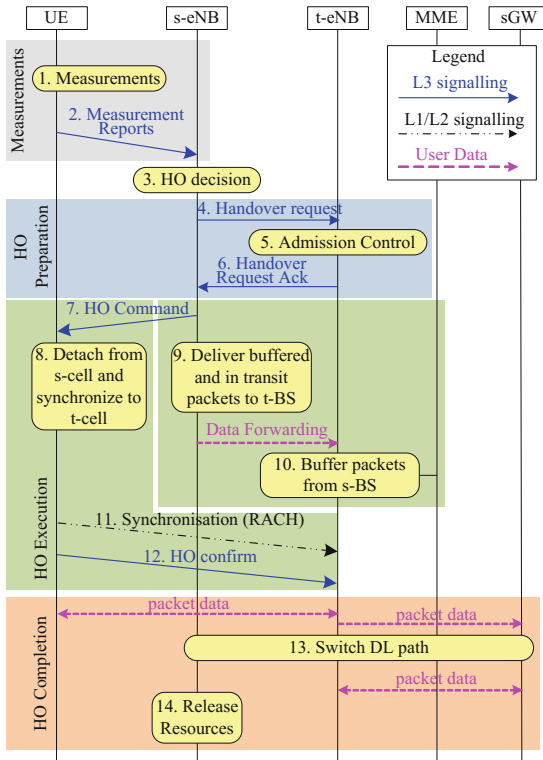 UE
s-eNB
t-eNB
MME
sGW
Legend
L3 signalling
L1/L2 signalling
User Data
Measurements
1. Measurements
2. Measurement
Reports
3. HO decision
HO
Preparation
4. Handover request
5. Admission Control
6. Handover
Request Ack
HO Execution
7. HO Command
8. Detach from
s-cell and
synchronize to
t-cell
9. Deliver buffered
and in transit
packets to t-BS
Data Forwarding
10. Buffer packets
from s-BS
11. Synchronisation (RACH)
12. HO confirm
HO Completion
packet data
packet data
13. Switch DL path
packet data
14. Release
Resources